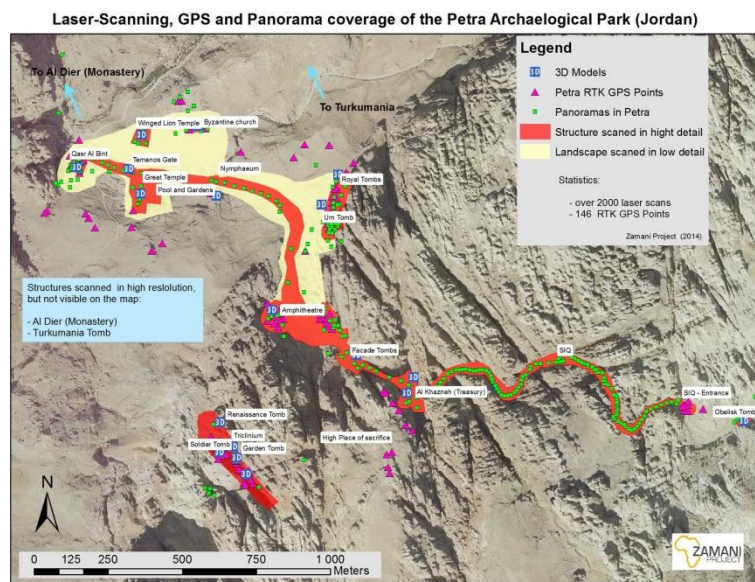 Laser-Scanning, GPS and Panorama coverage of the Petra Archaelogical Park (Jordan)
To Al Dier (Monastery)
To Turkumania
Legend
3D 3D Models
Petra RTK GPS Points
Panoramas in Petra
Structure scaned in hight detail
Landscape scaned in low detail
Statistics:
- over 2000 laser scans
- 146 RTK GPS Points
Zamani Project (2014)
Winged Lion Temple
Byzantine church
Qasr Al Bint
Temenos Gate
Nymphaeum
Great Temple
Pool and Gardens
Royal Tombs
Urn Tomb
Structures scanned in high reslolution,
but not visible on the map:
- Al Dier (Monastery)
- Turkumania Tomb
Amphitheatre
Facade Tombs
SIQ
Al Khazneh (Treasury)
SIQ - Entrance
Obelisk Tomb
Renaissance Tomb
Triclinium
Soldier Tomb
Garden Tomb
High Place of sacrifice
N
0 125 250 500 750 1 000
Meters
ZAMANI
PROJECT